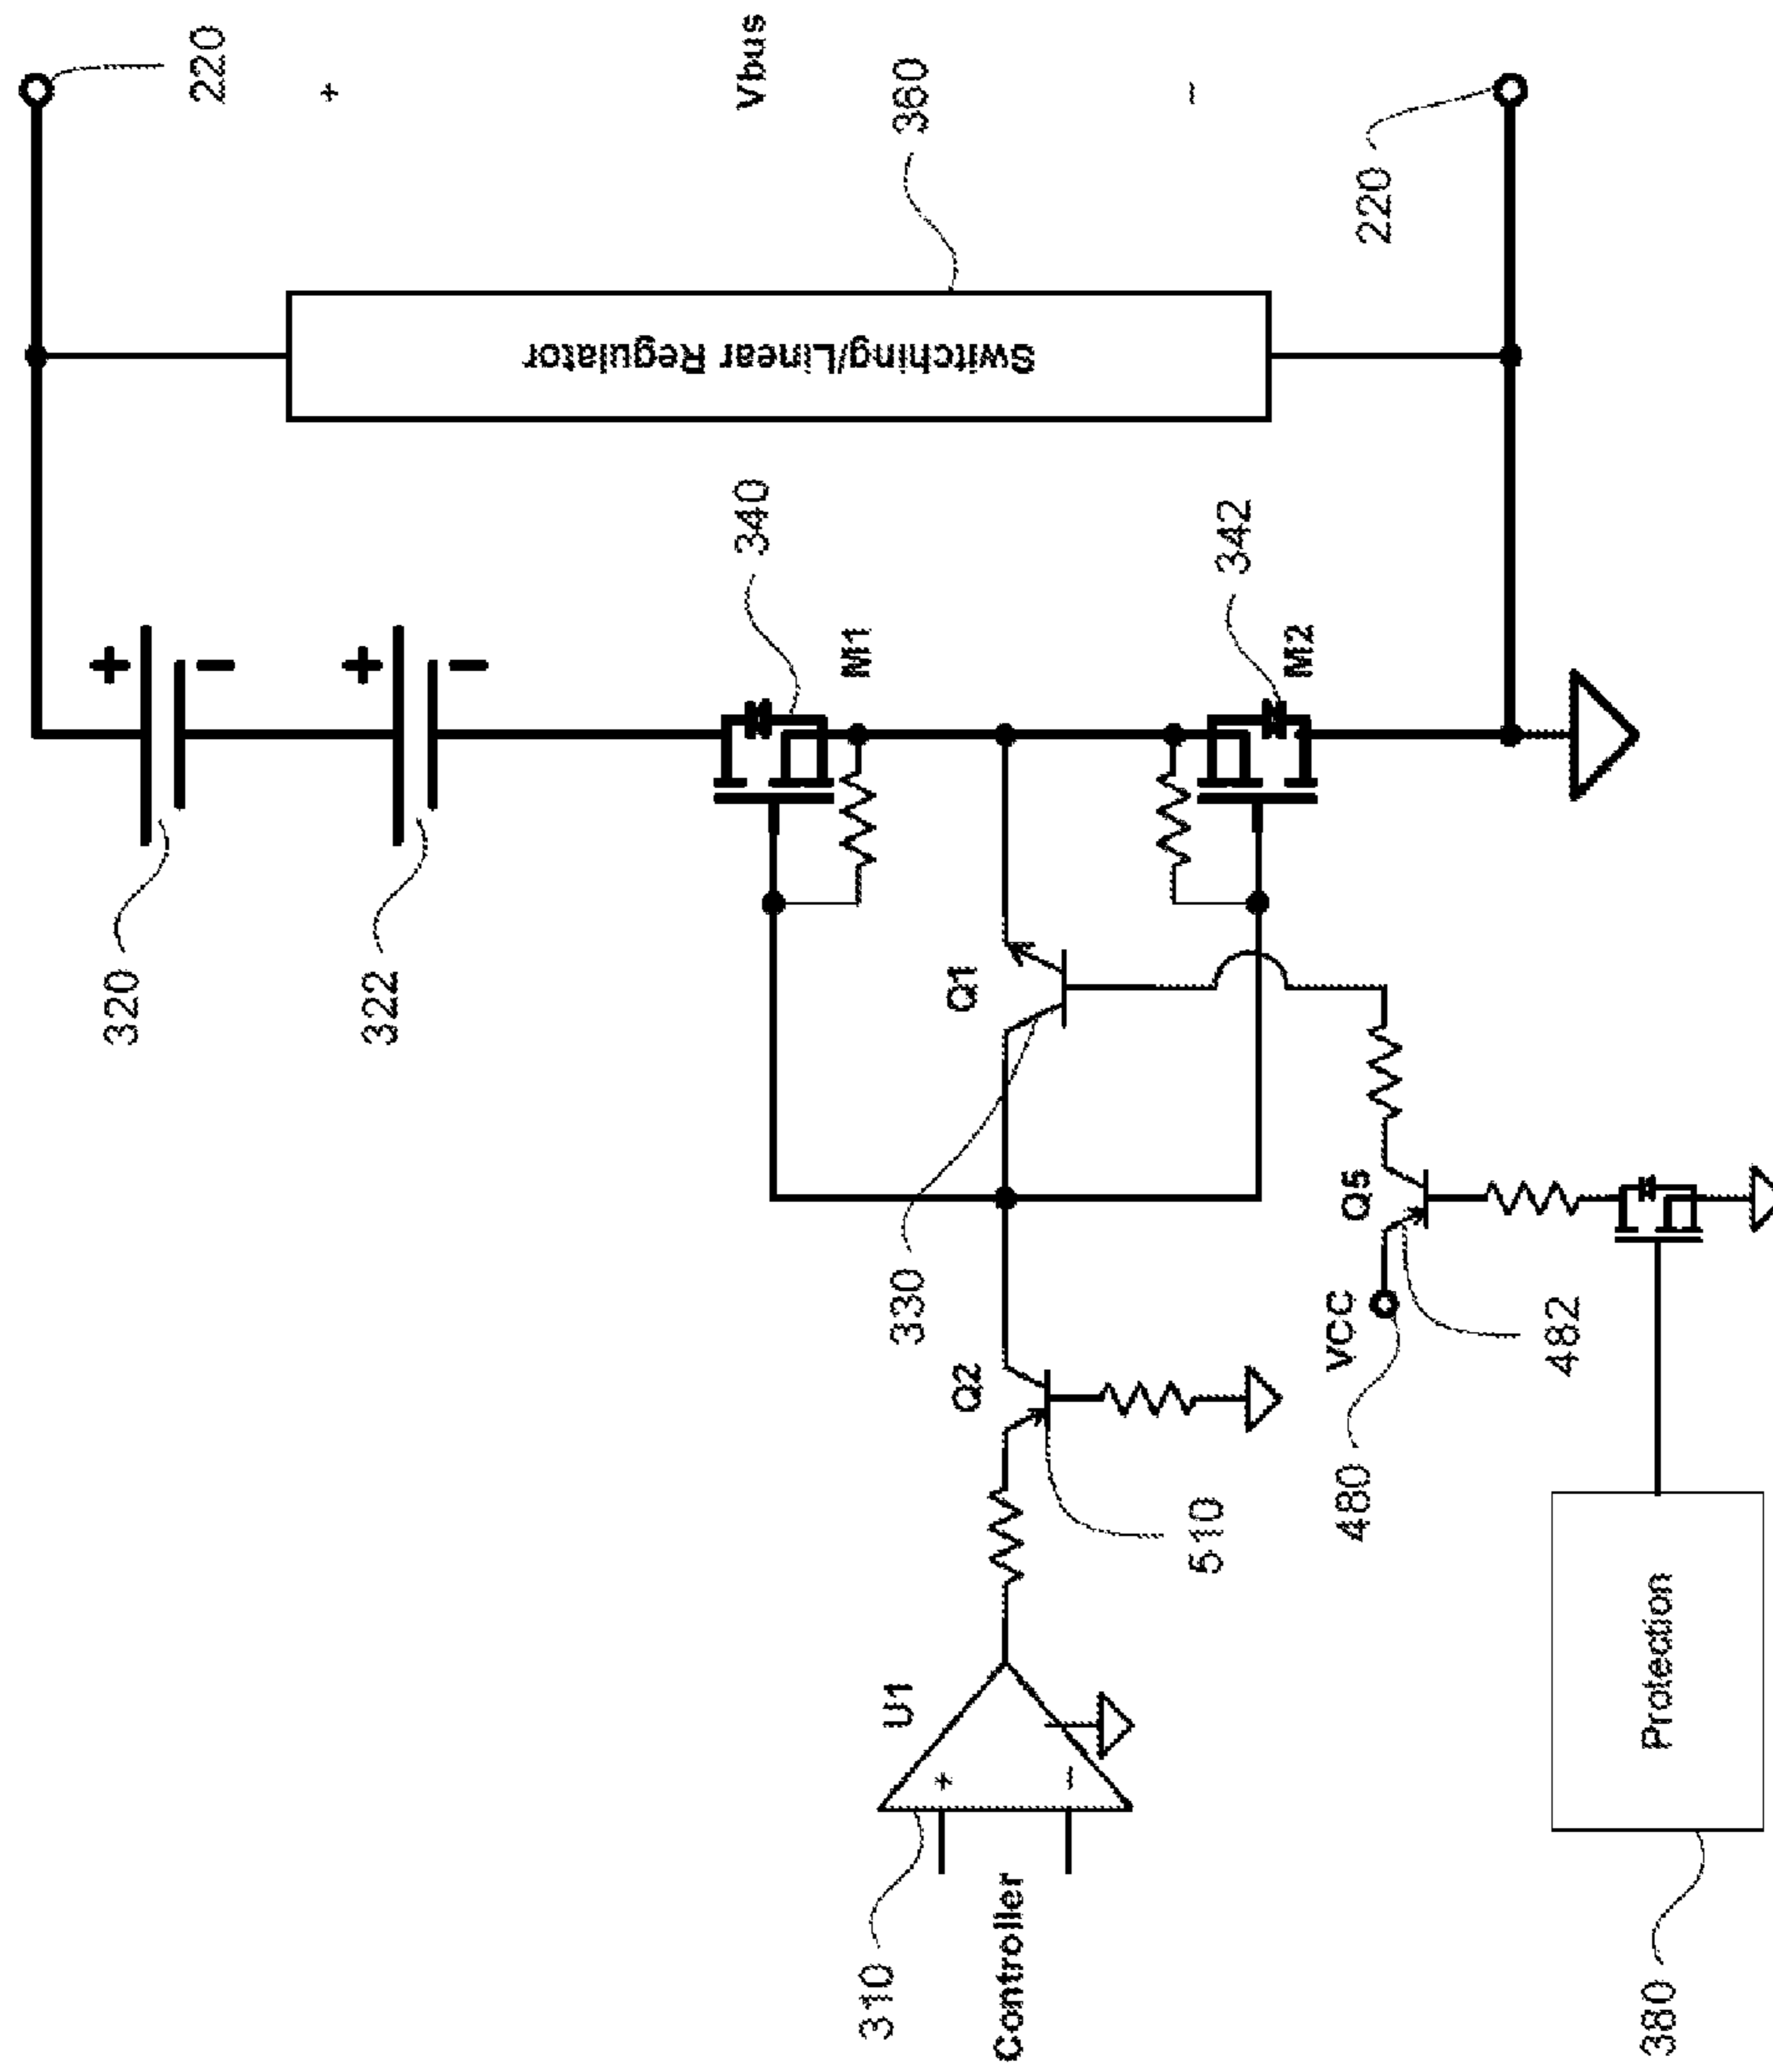 220
+
Vbus
360
-
220
Switching/Linear Regulator
+
-
+
-
340
M1
342
M2
320
322
Q1
330
Q5
VCC
482
480
Q2
510
U1
+
-
310
Controller
Protection
380